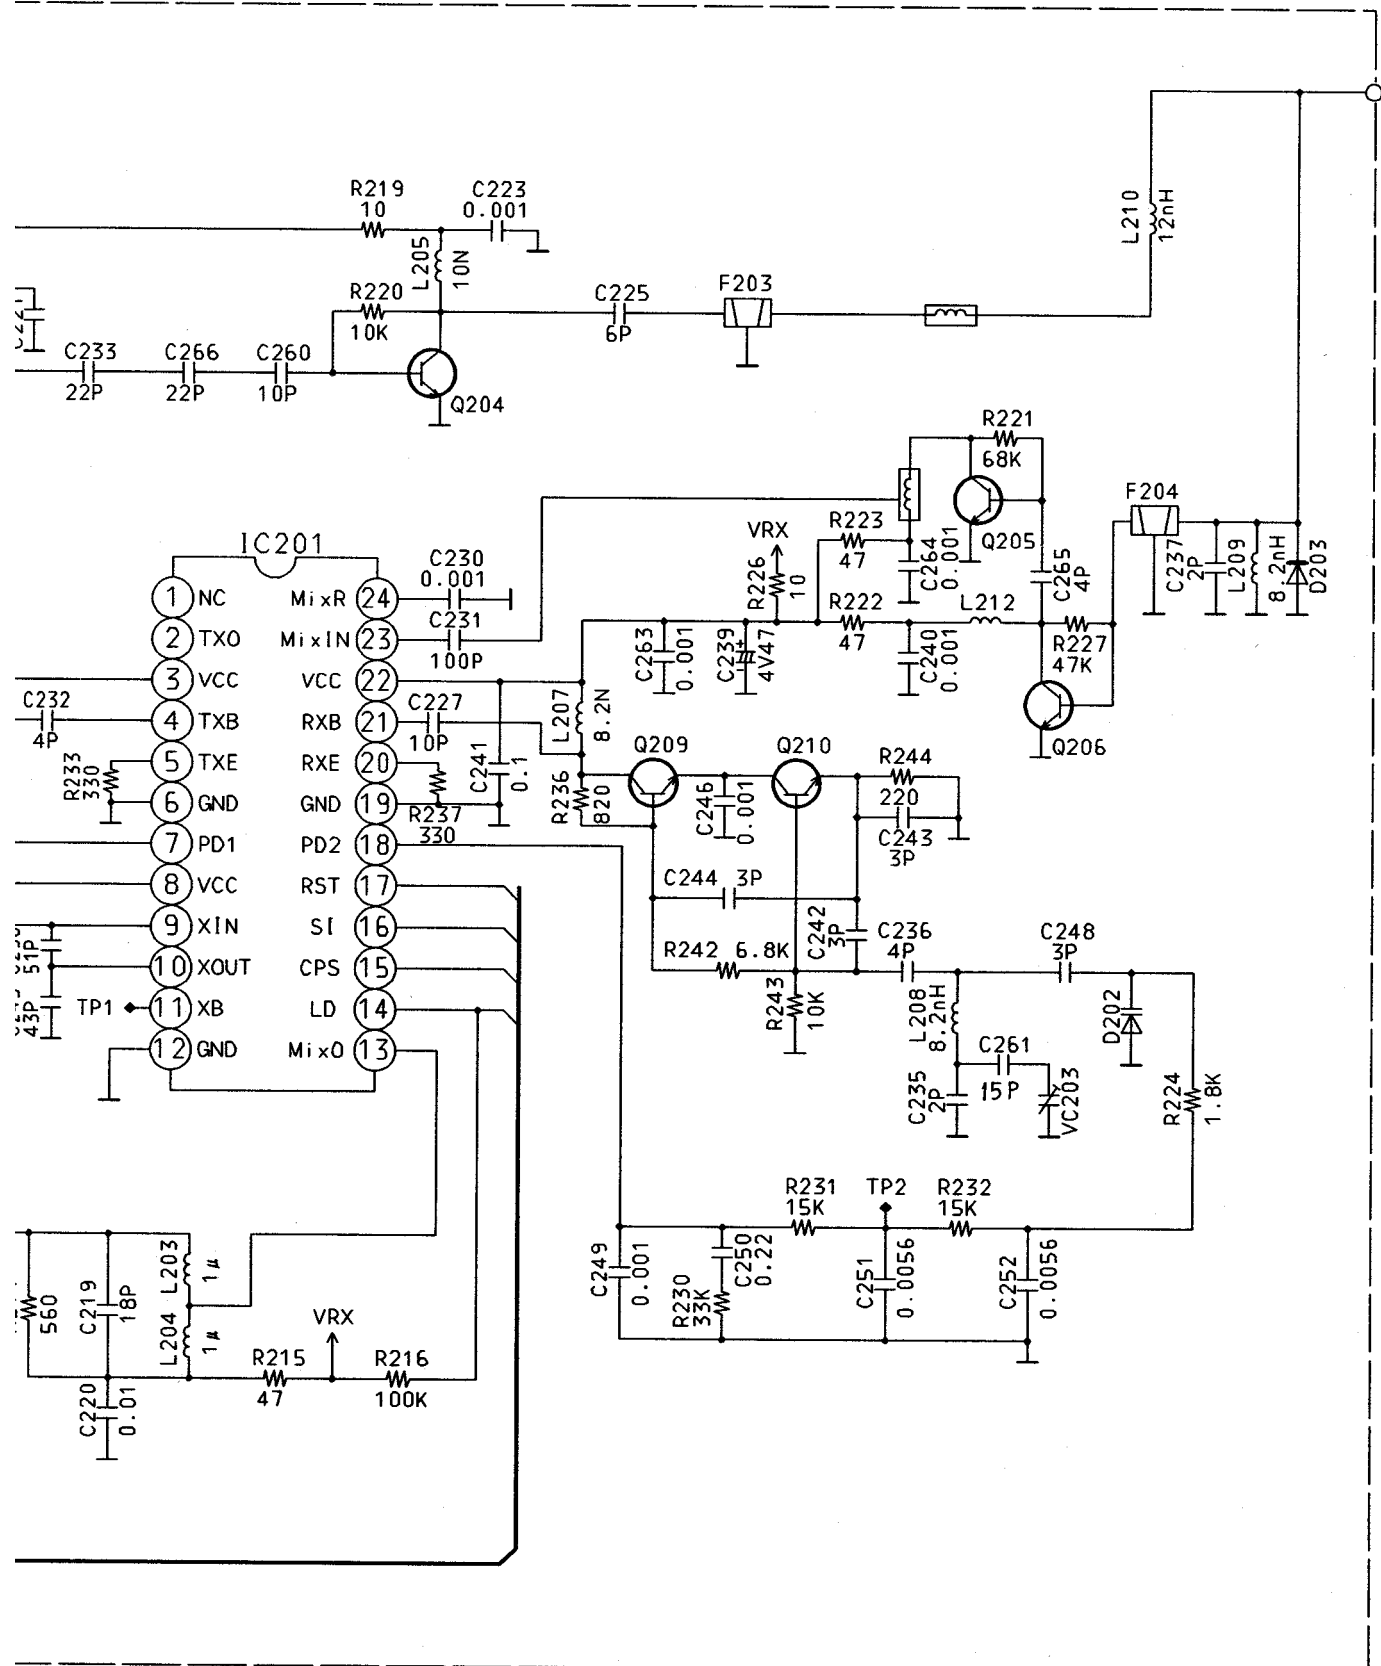 R219
10
C223
0.001
L205
10N
L210
12nH
R220
10K
C225
6P
F203
C233
22P
C266
22P
C260
10P
Q204
R221
68K
Q205
C265
4P
F204
C237
2P
L209
8.2nH
D203
IC201
C230
0.001
C231
100P
VRX
R226
10
R223
47
C264
0.001
R222
47
L212
R227
47K
C263
0.001
C239
+
4V47
C240
0.001
Q206
1 NC
2 TXO
3 VCC
4 TXB
5 TXE
6 GND
7 PD1
8 VCC
9 XIN
10 XOUT
11 XB
12 GND
MixR 24
MixIN 23
VCC 22
RXB 21
RXE 20
GND 19
PD2 18
RST 17
SI 16
CPS 15
LD 14
MixO 13
C232
4P
R233
330
C227
10P
L207
8.2N
C241
0.1
R237
330
R236
820
Q209
Q210
C246
0.001
R244
220
C243
3P
C244 3P
C242
3P
R242 6.8K
R243
10K
C236
4P
C248
3P
L208
8.2nH
D202
C261
15P
C235
2P
VC203
R224
1.8K
51P
43P
TP1
R231
15K
TP2
R232
15K
C249
0.001
C250
0.22
R230
33K
C251
0.0056
C252
0.0056
560
C219
18P
L203
1μ
L204
1μ
VRX
R215
47
R216
100K
C220
0.01